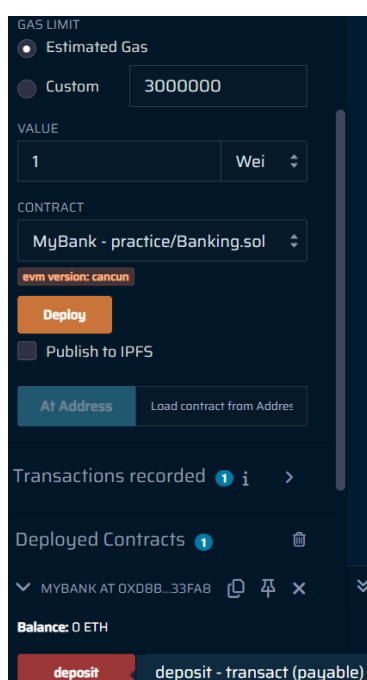 GAS LIMIT
Estimated Gas
Custom 3000000
VALUE
1 Wei
CONTRACT
MyBank - practice/Banking.sol
evm version: cancun
Deploy
Publish to IPFS
At Address Load contract from Addres
Transactions recorded 1 i >
Deployed Contracts 1
MYBANK AT 0XD8B...33FA8
Balance: 0 ETH
deposit deposit - transact (payable)